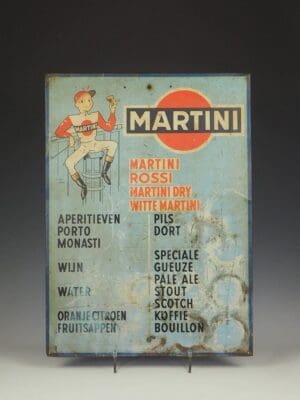 MARTINI
MARTINI
MARTINI
ROSSI
MARTINI DRY
WITTE MARTINI
APERITIEVEN
PORTO
MONASTI
WIJN
WATER
ORANJE CITROEN
FRUITSAPPEN
PILS
DORT
SPECIALE
GUEUZE
PALE ALE
STOUT
SCOTCH
KOFFIE
BOUILLON